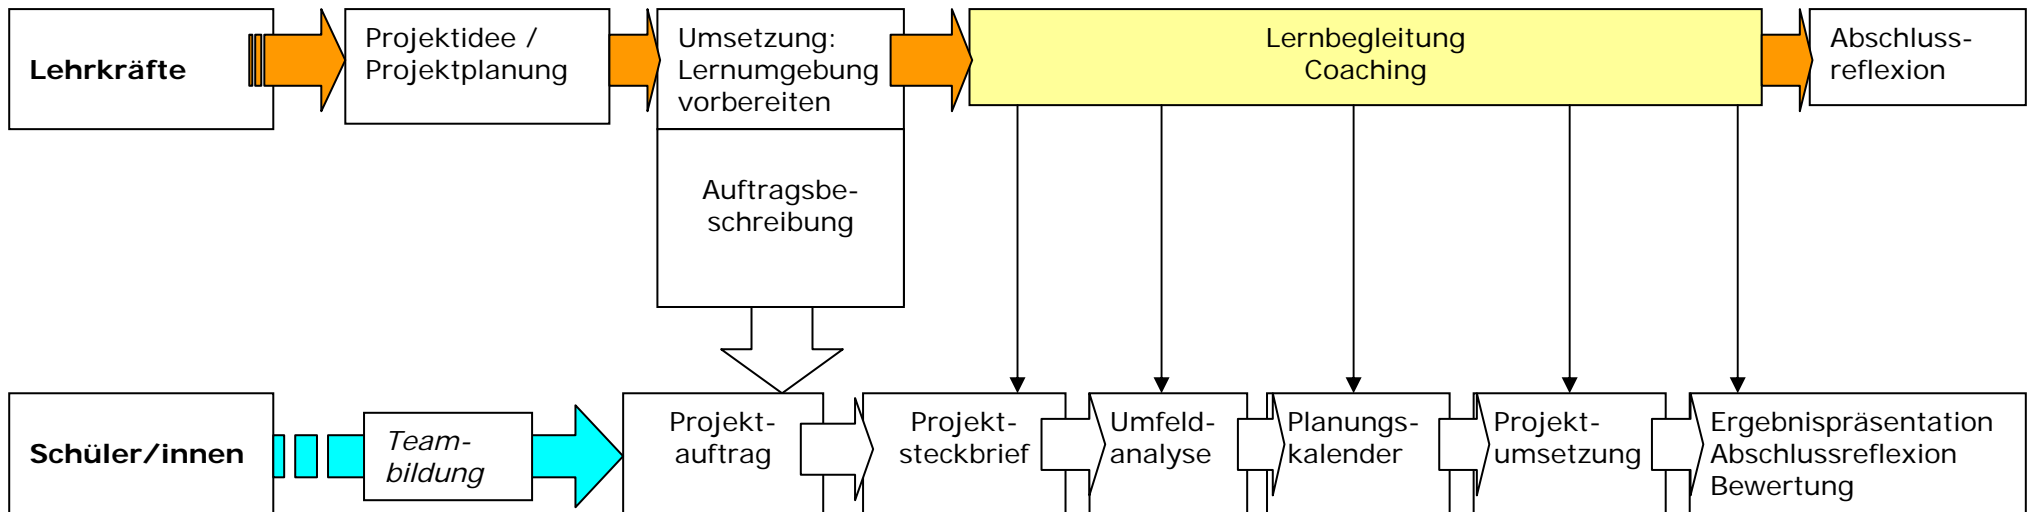 Lehrkräfte
Projektidee /
Projektplanung
Umsetzung:
Lernumgebung
vorbereiten
Lernbegleitung
Coaching
Abschluss-
reflexion
Auftragsbe-
schreibung
Schüler/innen
Team-
bildung
Projekt-
auftrag
Projekt-
steckbrief
Umfeld-
analyse
Planungs-
kalender
Projekt-
umsetzung
Ergebnispräsentation
Abschlussreflexion
Bewertung